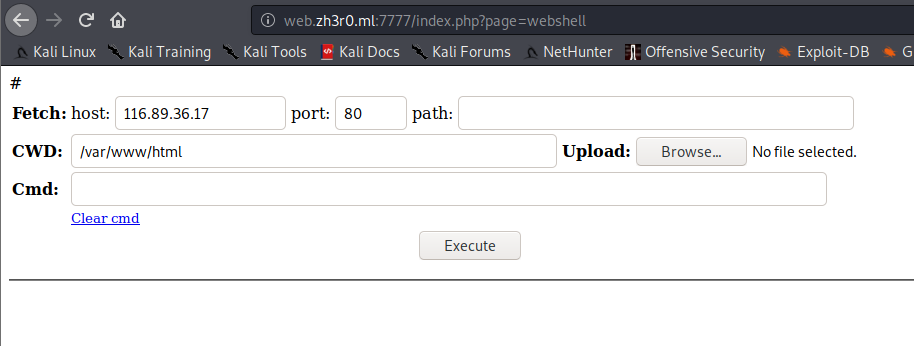 web.zh3r0.ml:7777/index.php?page=webshell
Kali Linux Kali Training Kali Tools Kali Docs Kali Forums NetHunter Offensive Security Exploit-DB G
#
Fetch: host: 116.89.36.17 port: 80 path:
CWD: /var/www/html Upload: Browse... No file selected.
Cmd:
Clear cmd
Execute